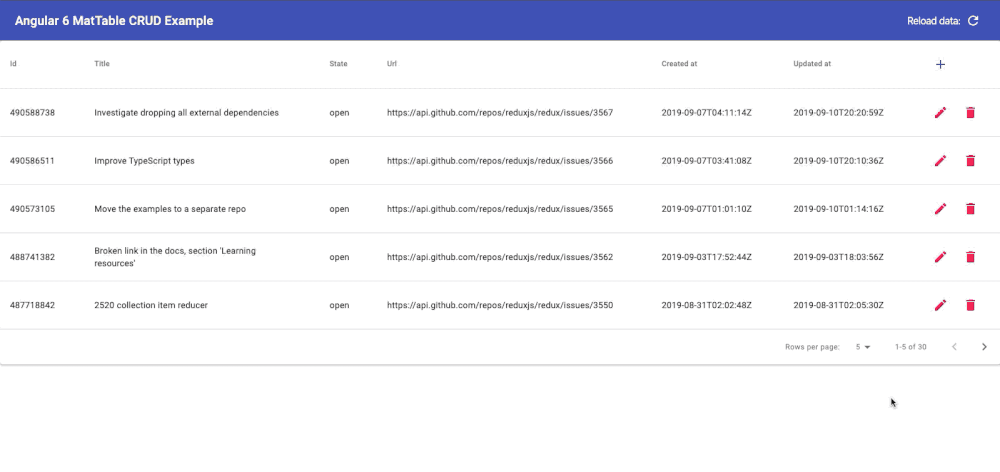 Angular 6 MatTable CRUD Example Reload data:
Id Title State Url Created at Updated at
490588738 Investigate dropping all external dependencies open https://api.github.com/repos/reduxjs/redux/issues/3567 2019-09-07T04:11:14Z 2019-09-10T20:20:59Z
490586511 Improve TypeScript types open https://api.github.com/repos/reduxjs/redux/issues/3566 2019-09-07T03:41:08Z 2019-09-10T20:10:36Z
490573105 Move the examples to a separate repo open https://api.github.com/repos/reduxjs/redux/issues/3565 2019-09-07T01:01:10Z 2019-09-10T01:14:16Z
488741382 Broken link in the docs, section 'Learning
resources' open https://api.github.com/repos/reduxjs/redux/issues/3562 2019-09-03T17:52:44Z 2019-09-03T18:03:56Z
487718842 2520 collection item reducer open https://api.github.com/repos/reduxjs/redux/issues/3550 2019-08-31T02:02:48Z 2019-08-31T02:05:30Z
Rows per page: 5 1-5 of 30